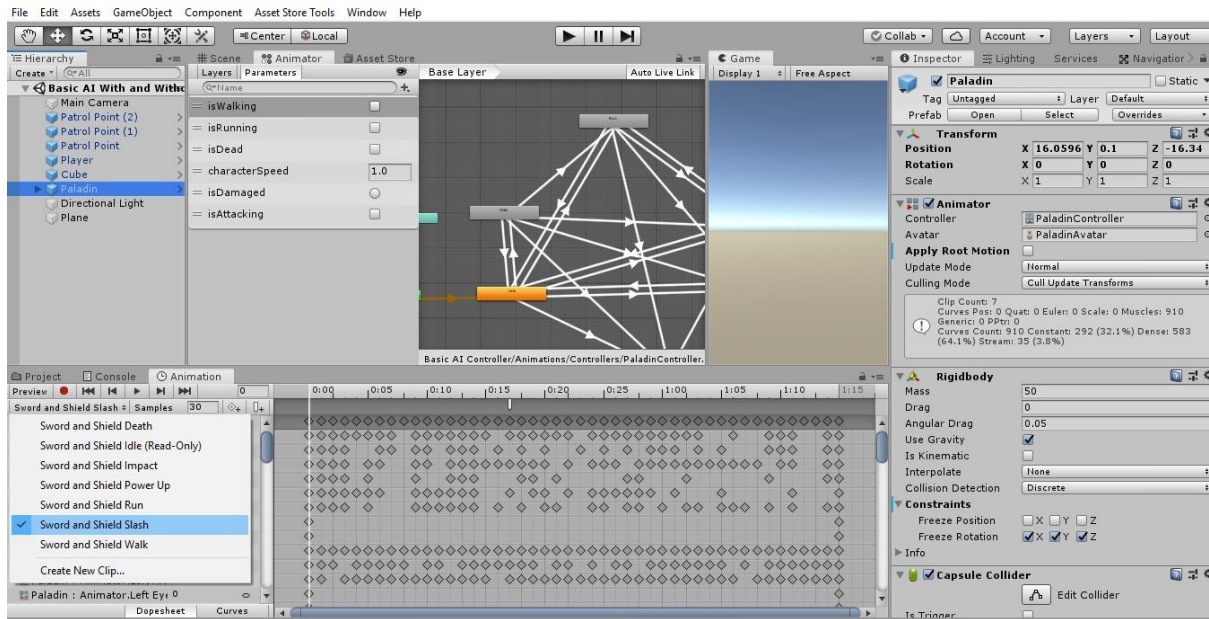 File Edit Assets GameObject Component Asset Store Tools Window Help
Center Local
Collab Account Layers Layout
Hierarchy
Create All
Basic AI With and Witho
Main Camera
Patrol Point (2)
Patrol Point (1)
Patrol Point
Player
Cube
Paladin
Directional Light
Plane
Scene Animator Asset Store
Layers Parameters
Name
isWalking
isRunning
isDead
characterSpeed 1.0
isDamaged
isAttacking
Base Layer Auto Live Link
Basic AI Controller/Animations/Controllers/PaladinController.
Game
Display 1 Free Aspect
Inspector Lighting Services Navigation
Paladin Static
Tag Untagged Layer Default
Prefab Open Select Overrides
Transform
Position X 16.0596 Y 0.1 Z -16.34
Rotation X 0 Y 0 Z 0
Scale X 1 Y 1 Z 1
Animator
Controller PaladinController
Avatar PaladinAvatar
Apply Root Motion
Update Mode Normal
Culling Mode Cull Update Transforms
Clip Count: 7
Curves Pos: 0 Quat: 0 Euler: 0 Scale: 0 Muscles: 910
Generic: 0 PPtr: 0
Curves Count: 910 Constant: 292 (32.1%) Dense: 583
(64.1%) Stream: 35 (3.8%)
Rigidbody
Mass 50
Drag 0
Angular Drag 0.05
Use Gravity
Is Kinematic
Interpolate None
Collision Detection Discrete
Constraints
Freeze Position X Y Z
Freeze Rotation X Y Z
Info
Capsule Collider
Edit Collider
Is Trigger
Project Console Animation
Preview 0 0:00 0:05 0:10 0:15 0:20 0:25 1:00 1:05 1:10 1:15
Sword and Shield Slash Samples 30
Sword and Shield Death
Sword and Shield Idle (Read-Only)
Sword and Shield Impact
Sword and Shield Power Up
Sword and Shield Run
Sword and Shield Slash
Sword and Shield Walk
Create New Clip...
Paladin : Animator.Left Eye 0
Dopesheet Curves